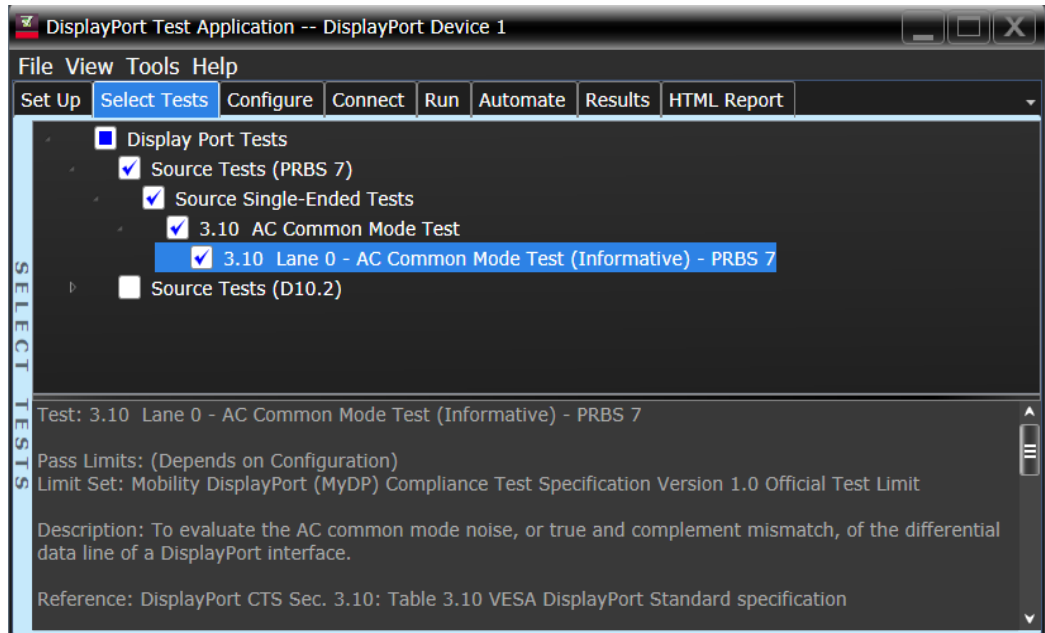 DisplayPort Test Application -- DisplayPort Device 1
File View Tools Help
Set Up Select Tests Configure Connect Run Automate Results HTML Report
Display Port Tests
Source Tests (PRBS 7)
Source Single-Ended Tests
3.10 AC Common Mode Test
3.10 Lane 0 - AC Common Mode Test (Informative) - PRBS 7
Source Tests (D10.2)
SELECT TESTS
Test: 3.10 Lane 0 - AC Common Mode Test (Informative) - PRBS 7
Pass Limits: (Depends on Configuration)
Limit Set: Mobility DisplayPort (MyDP) Compliance Test Specification Version 1.0 Official Test Limit
Description: To evaluate the AC common mode noise, or true and complement mismatch, of the differential
data line of a DisplayPort interface.
Reference: DisplayPort CTS Sec. 3.10: Table 3.10 VESA DisplayPort Standard specification